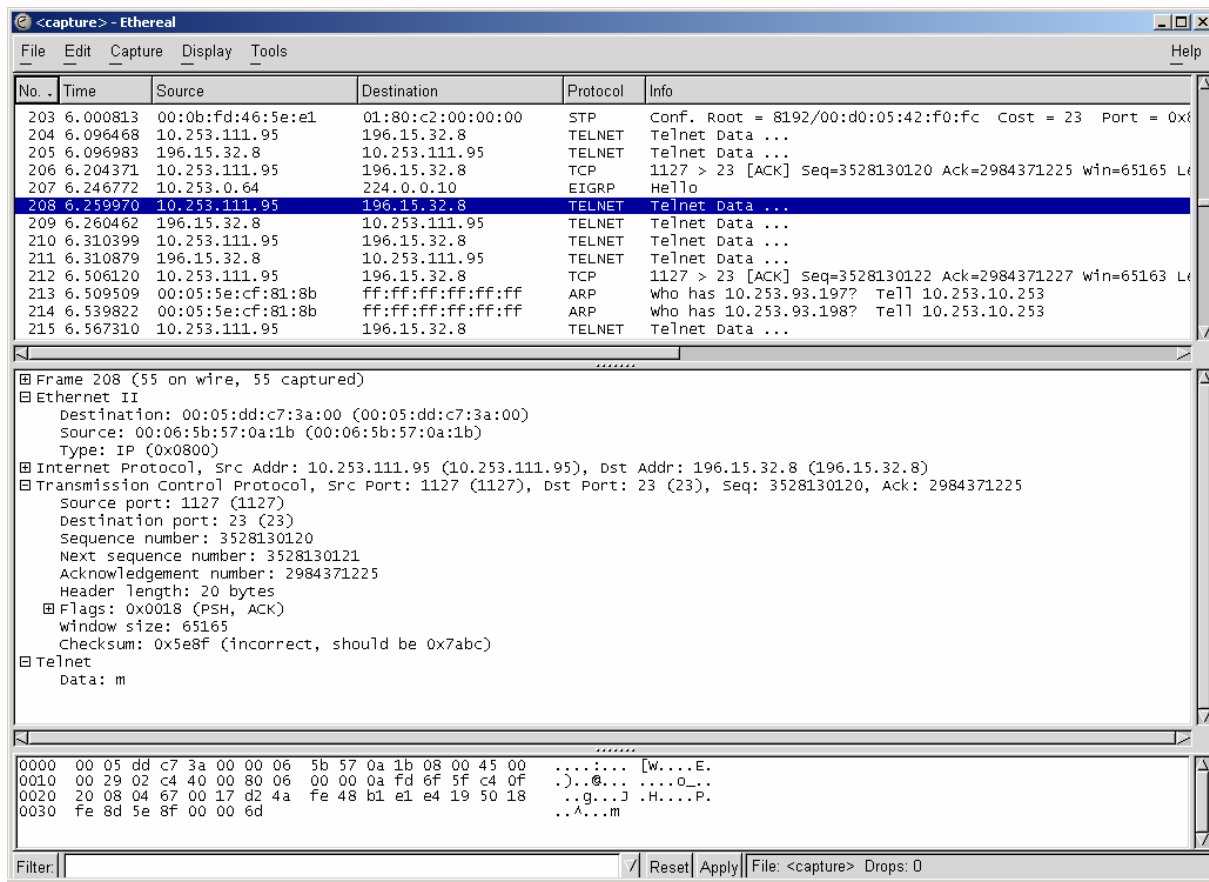 <capture> - Ethereal
File Edit Capture Display Tools Help
No. Time Source Destination Protocol Info
203 6.000813 00:0b:fd:46:5e:e1 01:80:c2:00:00:00 STP Conf. Root = 8192/00:d0:05:42:f0:fc Cost = 23 Port = 0x8
204 6.096468 10.253.111.95 196.15.32.8 TELNET Telnet Data ...
205 6.096983 196.15.32.8 10.253.111.95 TELNET Telnet Data ...
206 6.204371 10.253.111.95 196.15.32.8 TCP 1127 > 23 [ACK] Seq=3528130120 Ack=2984371225 Win=65165 Le
207 6.246772 10.253.0.64 224.0.0.10 EIGRP Hello
208 6.259970 10.253.111.95 196.15.32.8 TELNET Telnet Data ...
209 6.260462 196.15.32.8 10.253.111.95 TELNET Telnet Data ...
210 6.310399 10.253.111.95 196.15.32.8 TELNET Telnet Data ...
211 6.310879 196.15.32.8 10.253.111.95 TELNET Telnet Data ...
212 6.506120 10.253.111.95 196.15.32.8 TCP 1127 > 23 [ACK] Seq=3528130122 Ack=2984371227 Win=65163 Le
213 6.509509 00:05:5e:cf:81:8b ff:ff:ff:ff:ff:ff ARP Who has 10.253.93.197? Tell 10.253.10.253
214 6.539822 00:05:5e:cf:81:8b ff:ff:ff:ff:ff:ff ARP Who has 10.253.93.198? Tell 10.253.10.253
215 6.567310 10.253.111.95 196.15.32.8 TELNET Telnet Data ...
Frame 208 (55 on wire, 55 captured)
Ethernet II
Destination: 00:05:dd:c7:3a:00 (00:05:dd:c7:3a:00)
Source: 00:06:5b:57:0a:1b (00:06:5b:57:0a:1b)
Type: IP (0x0800)
Internet Protocol, Src Addr: 10.253.111.95 (10.253.111.95), Dst Addr: 196.15.32.8 (196.15.32.8)
Transmission Control Protocol, Src Port: 1127 (1127), Dst Port: 23 (23), Seq: 3528130120, Ack: 2984371225
Source port: 1127 (1127)
Destination port: 23 (23)
Sequence number: 3528130120
Next sequence number: 3528130121
Acknowledgement number: 2984371225
Header length: 20 bytes
Flags: 0x0018 (PSH, ACK)
Window size: 65165
Checksum: 0x5e8f (incorrect, should be 0x7abc)
Telnet
Data: m
0000 00 05 dd c7 3a 00 00 06 5b 57 0a 1b 08 00 45 00 ....:... [W....E.
0010 00 29 02 c4 40 00 80 06 00 00 0a fd 6f 5f c4 0f .)..@... ....o_..
0020 20 08 04 67 00 17 d2 4a fe 48 b1 e1 e4 19 50 18 ..g...J .H....P.
0030 fe 8d 5e 8f 00 00 6d ..^...m
Filter: Reset Apply File: <capture> Drops: 0